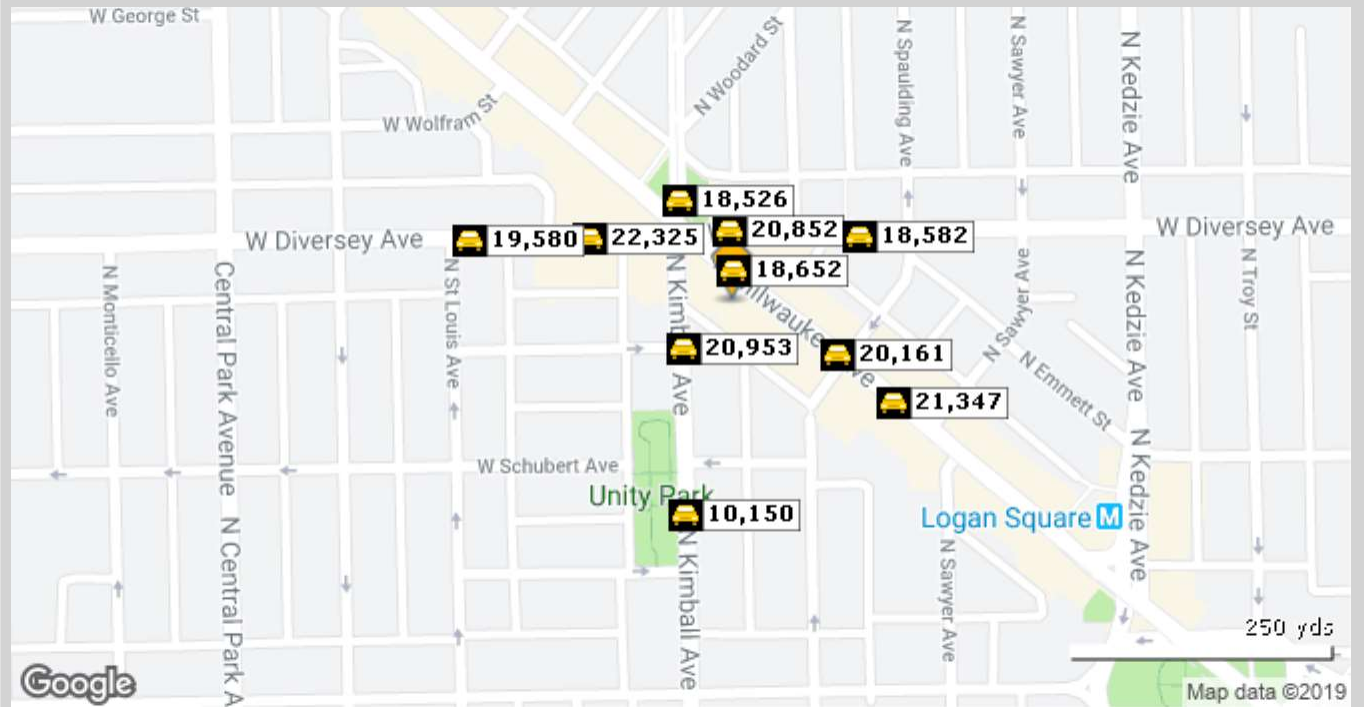 W George St
N Woodard St
N Spaulding Ave
N Sawyer Ave
N Kedzie Ave
W Wolfram St
18,526
W Diversey Ave
19,580
22,325
20,852
18,582
W Diversey Ave
18,652
N Monticello Ave
Central Park Avenue
N St Louis Ave
N Kimball Ave
Milwaukee Ave
N Sawyer Ave
N Kedzie Ave
N Troy St
20,953
20,161
N Emmett St
21,347
W Schubert Ave
Unity Park
10,150
Logan Square
M
N Kedzie Ave
N Central Park A
N Kimball Ave
N Sawyer Ave
250 yds
Google
Map data ©2019